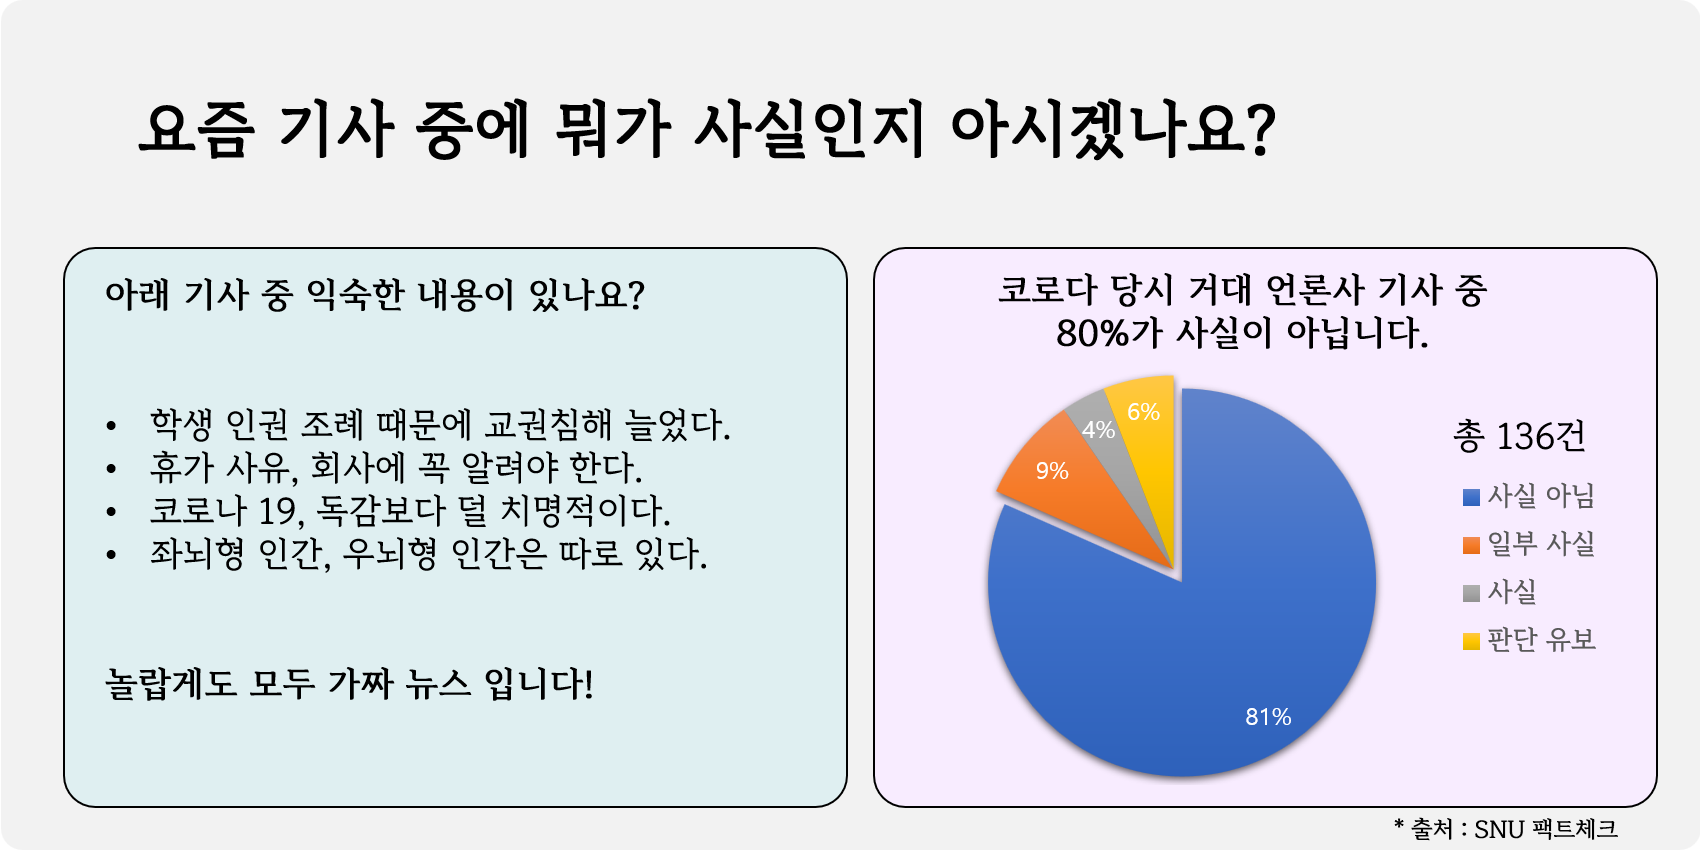 요즘 기사 중에 뭐가 사실인지 아시겠나요?
아래 기사 중 익숙한 내용이 있나요?
• 학생 인권 조례 때문에 교권침해 늘었다.
• 휴가 사유, 회사에 꼭 알려야 한다.
• 코로나 19, 독감보다 덜 치명적이다.
• 좌뇌형 인간, 우뇌형 인간은 따로 있다.
놀랍게도 모두 가짜 뉴스 입니다!
코로다 당시 거대 언론사 기사 중
80%가 사실이 아닙니다.
6%
4%
9%
81%
총 136건
사실 아님
일부 사실
사실
판단 유보
* 출처 : SNU 팩트체크